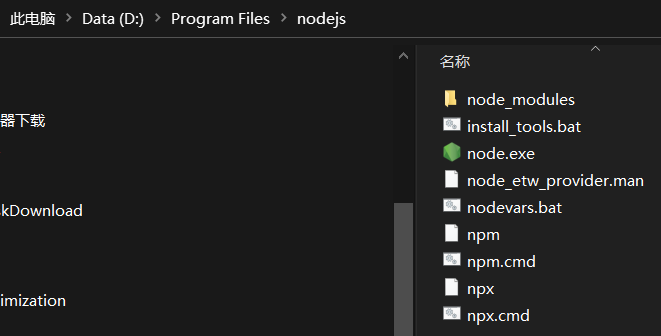 此电脑 > Data (D:) > Program Files > nodejs
名称
node_modules
器下载
install_tools.bat
node.exe
node_etw_provider.man
skDownload
nodevars.bat
npm
npm.cmd
npx
imization
npx.cmd